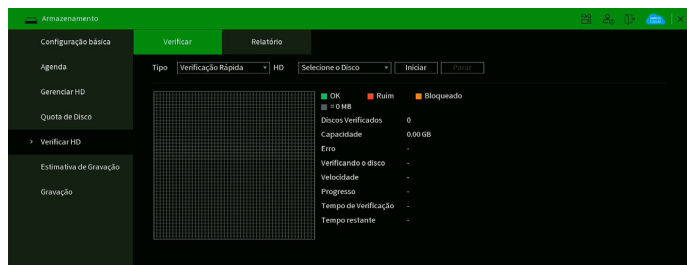 Armazenamento
Configuração básica
Agenda
Gerenciar HD
Quota de Disco
> Verificar HD
Estimativa de Gravação
Gravação
Verificar Relatório
Tipo Verificação Rápida HD Selecione o Disco Iniciar Parar
OK Ruim Bloqueado
= 0 MB
Discos Verificados 0
Capacidade 0.00 GB
Erro -
Verificando o disco -
Velocidade -
Progresso -
Tempo de Verificação -
Tempo restante -